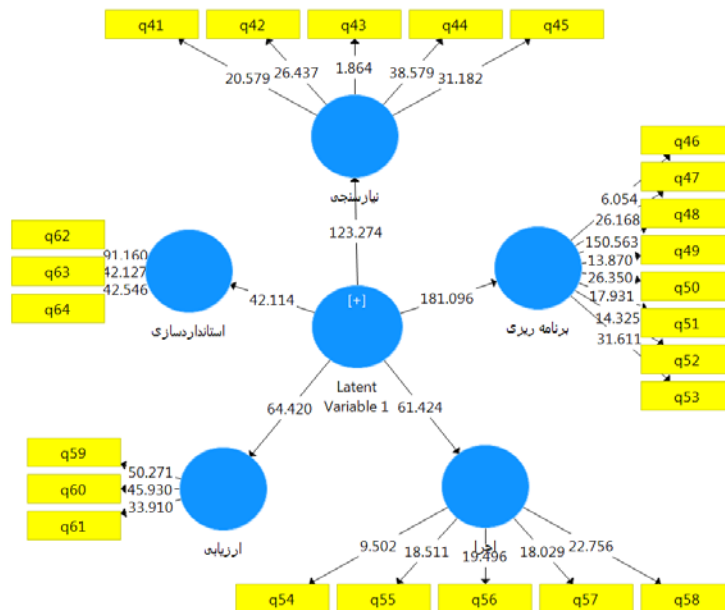 q41 q42 q43 q44 q45
20.579 26.437 1.864 38.579 31.182
نیازسنجی
123.274
q46
q47
q48
q49
q50
q51
q52
q53
6.054
26.168
150.563
13.870
26.350
17.931
14.325
31.611
برنامه ریزی
181.096
q62
q63
q64
91.160
42.127
42.546
استانداردسازی
42.114
[+]
Latent
Variable 1
64.420
61.424
q59
q60
q61
50.271
45.930
33.910
ارزیابی
اجرا
9.502 18.511 19.496 18.029 22.756
q54 q55 q56 q57 q58